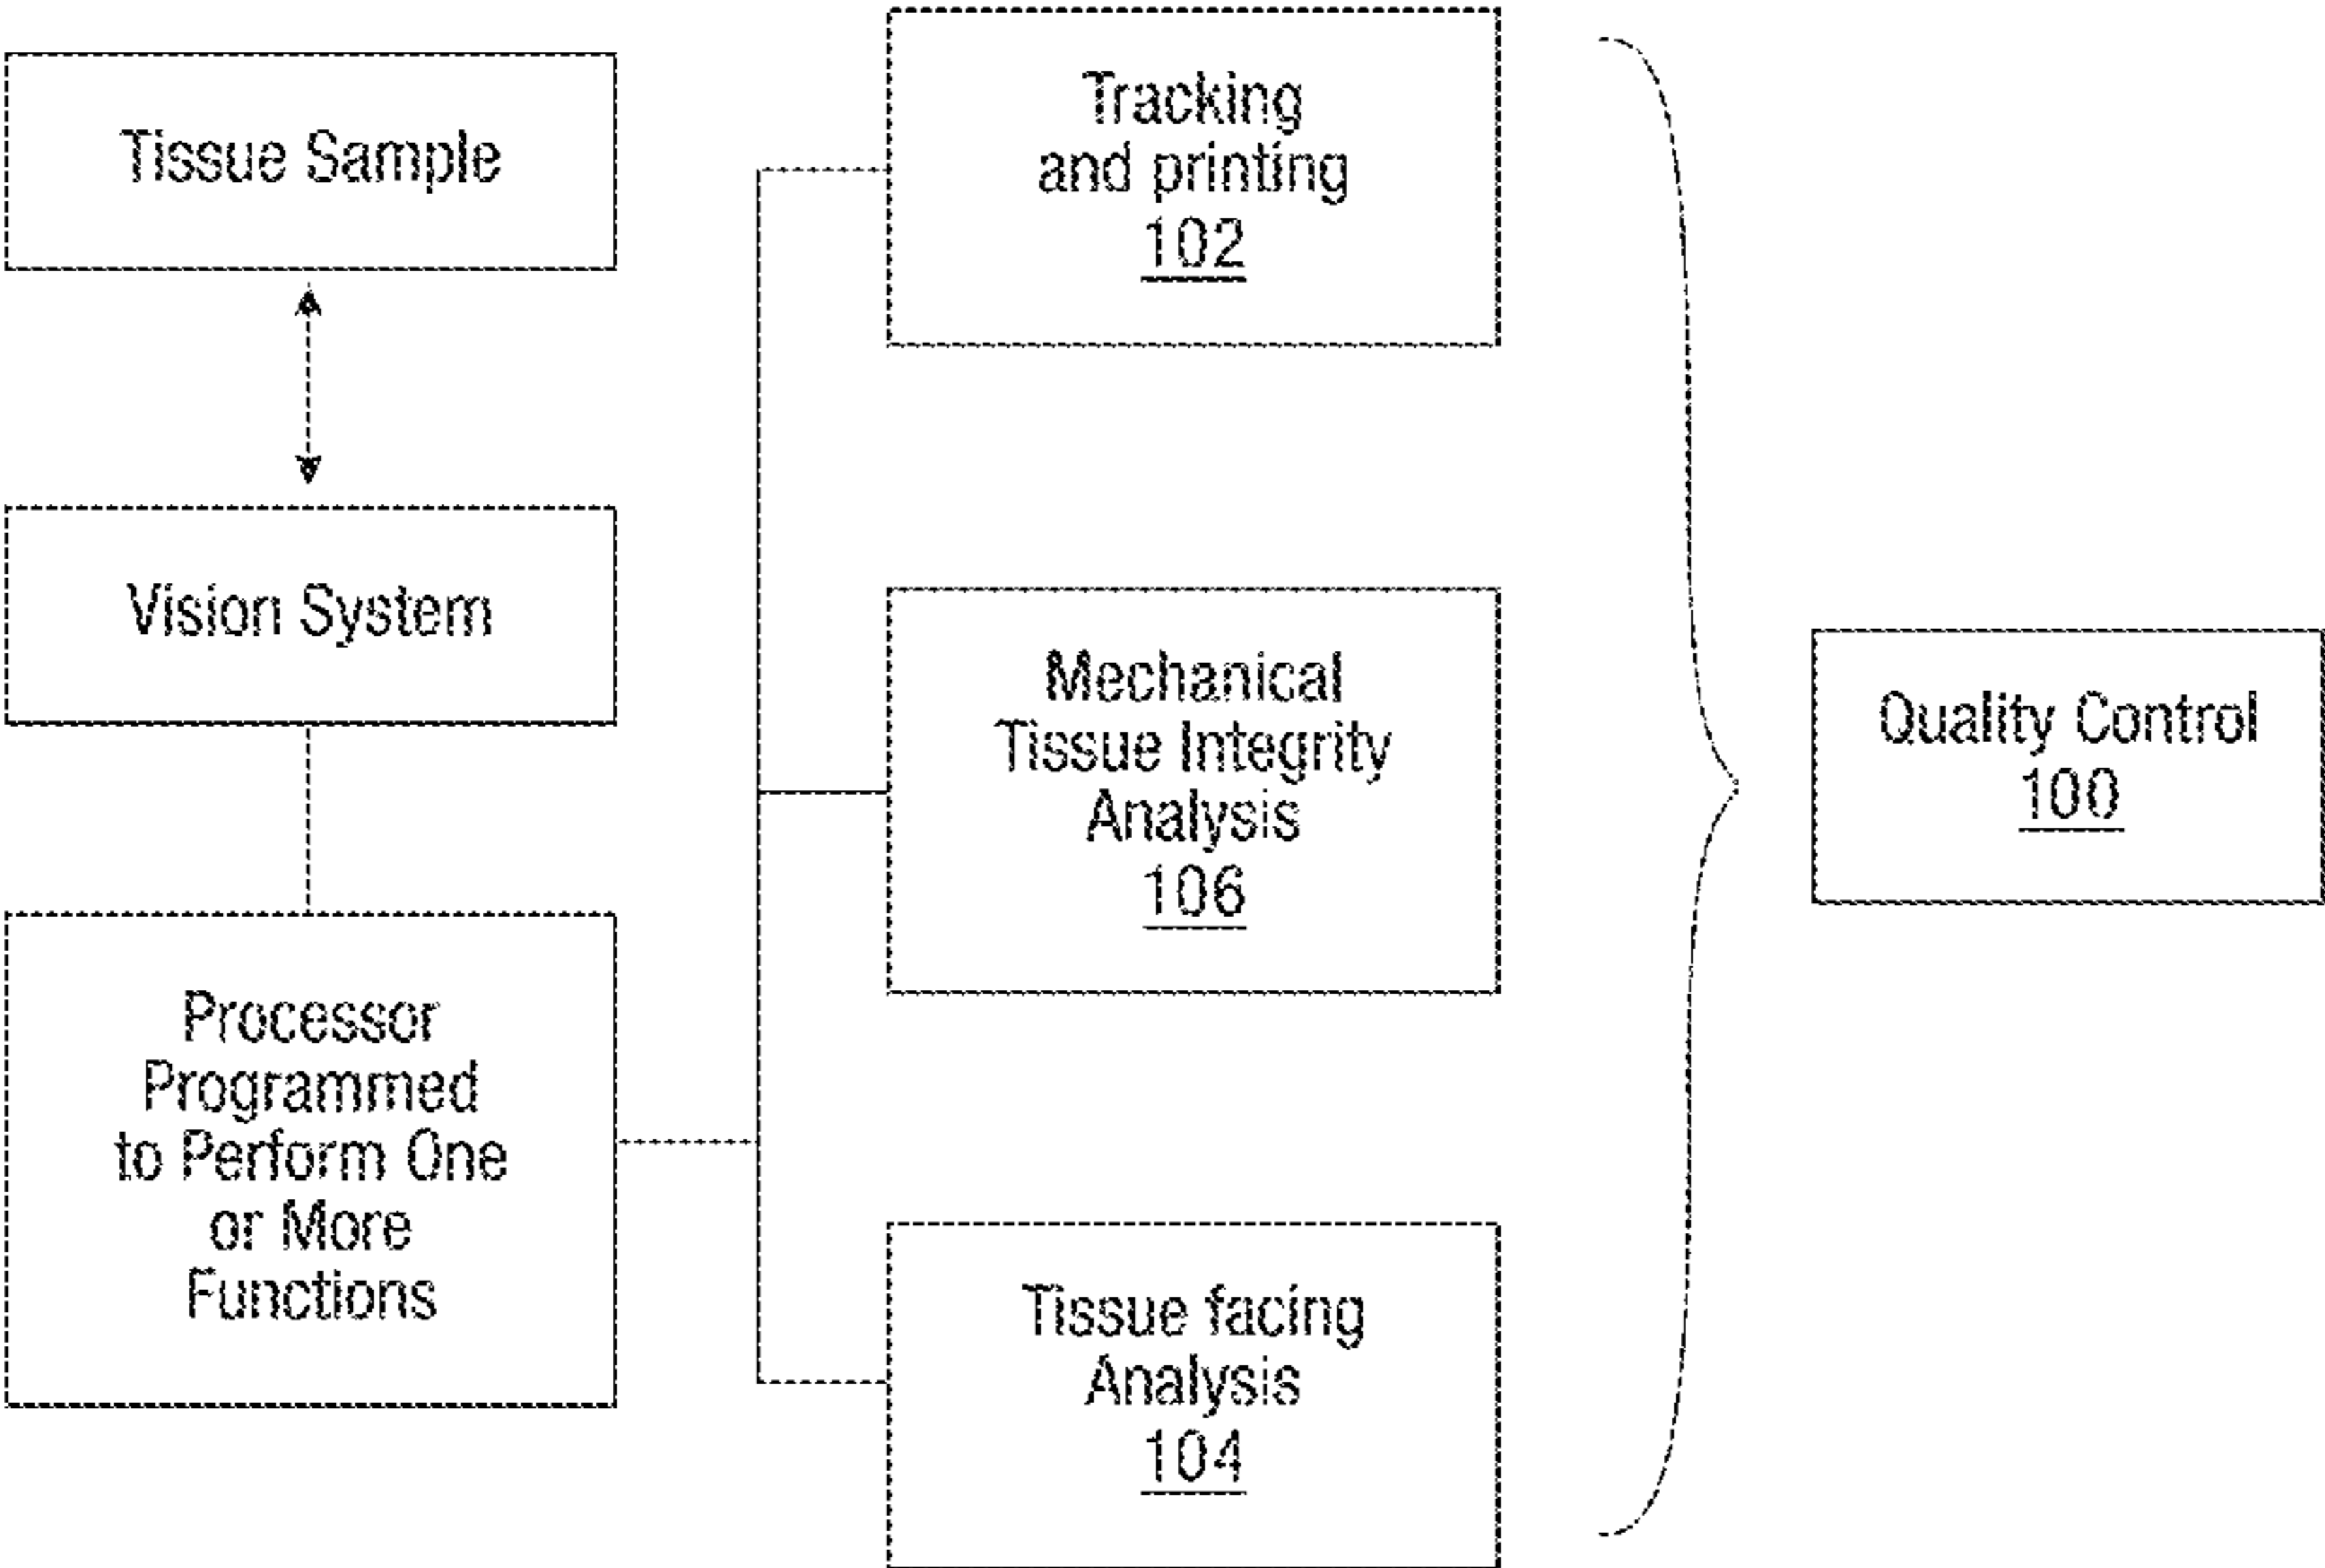 Tissue Sample
Vision System
Processor
Programmed
to Perform One
or More
Functions
Tracking
and printing
102
Mechanical
Tissue Integrity
Analysis
106
Tissue facing
Analysis
104
Quality Control
100